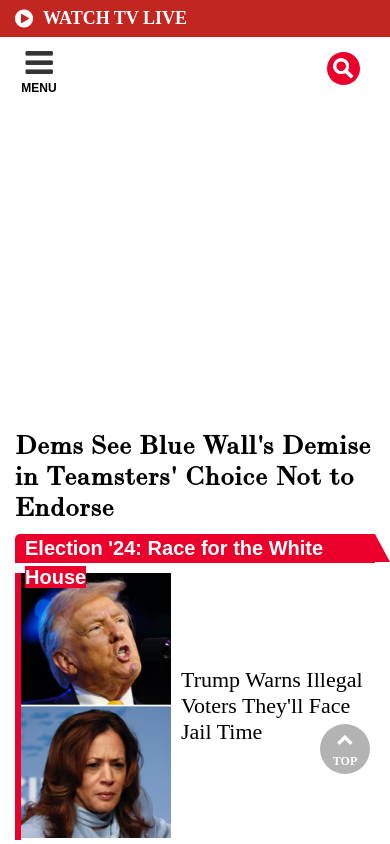 WATCH TV LIVE
MENU
Dems See Blue Wall's Demise
in Teamsters' Choice Not to
Endorse
Election '24: Race for the White
House
Trump Warns Illegal
Voters They'll Face
Jail Time
TOP